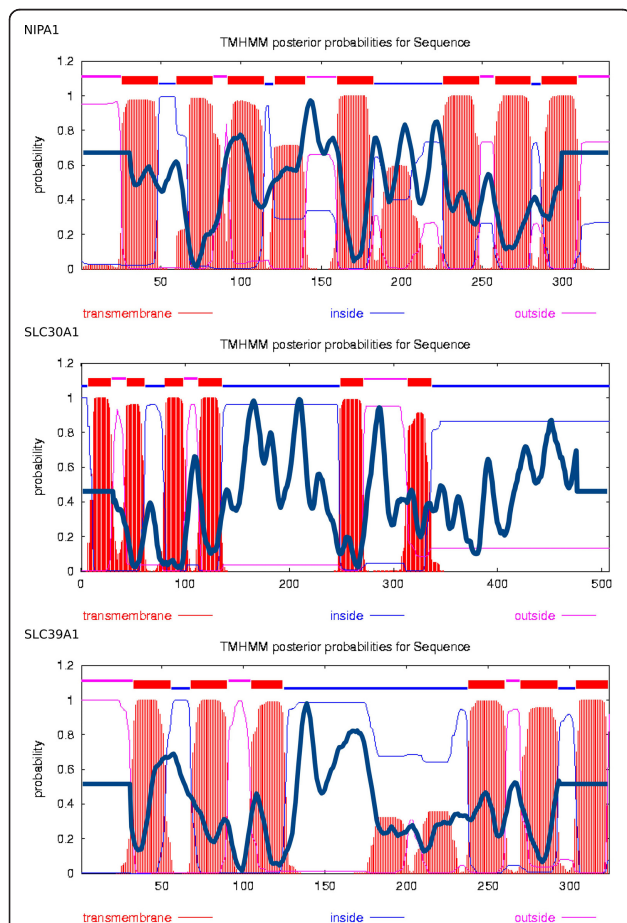 NIPA1
TMHMM posterior probabilities for Sequence
1.2
1
0.8
0.6
0.4
0.2
0
probability
50 100 150 200 250 300
transmembrane inside outside
SLC30A1
TMHMM posterior probabilities for Sequence
1.2
1
0.8
0.6
0.4
0.2
0
probability
0 100 200 300 400 500
transmembrane inside outside
SLC39A1
TMHMM posterior probabilities for Sequence
1.2
1
0.8
0.6
0.4
0.2
0
probability
50 100 150 200 250 300
transmembrane inside outside